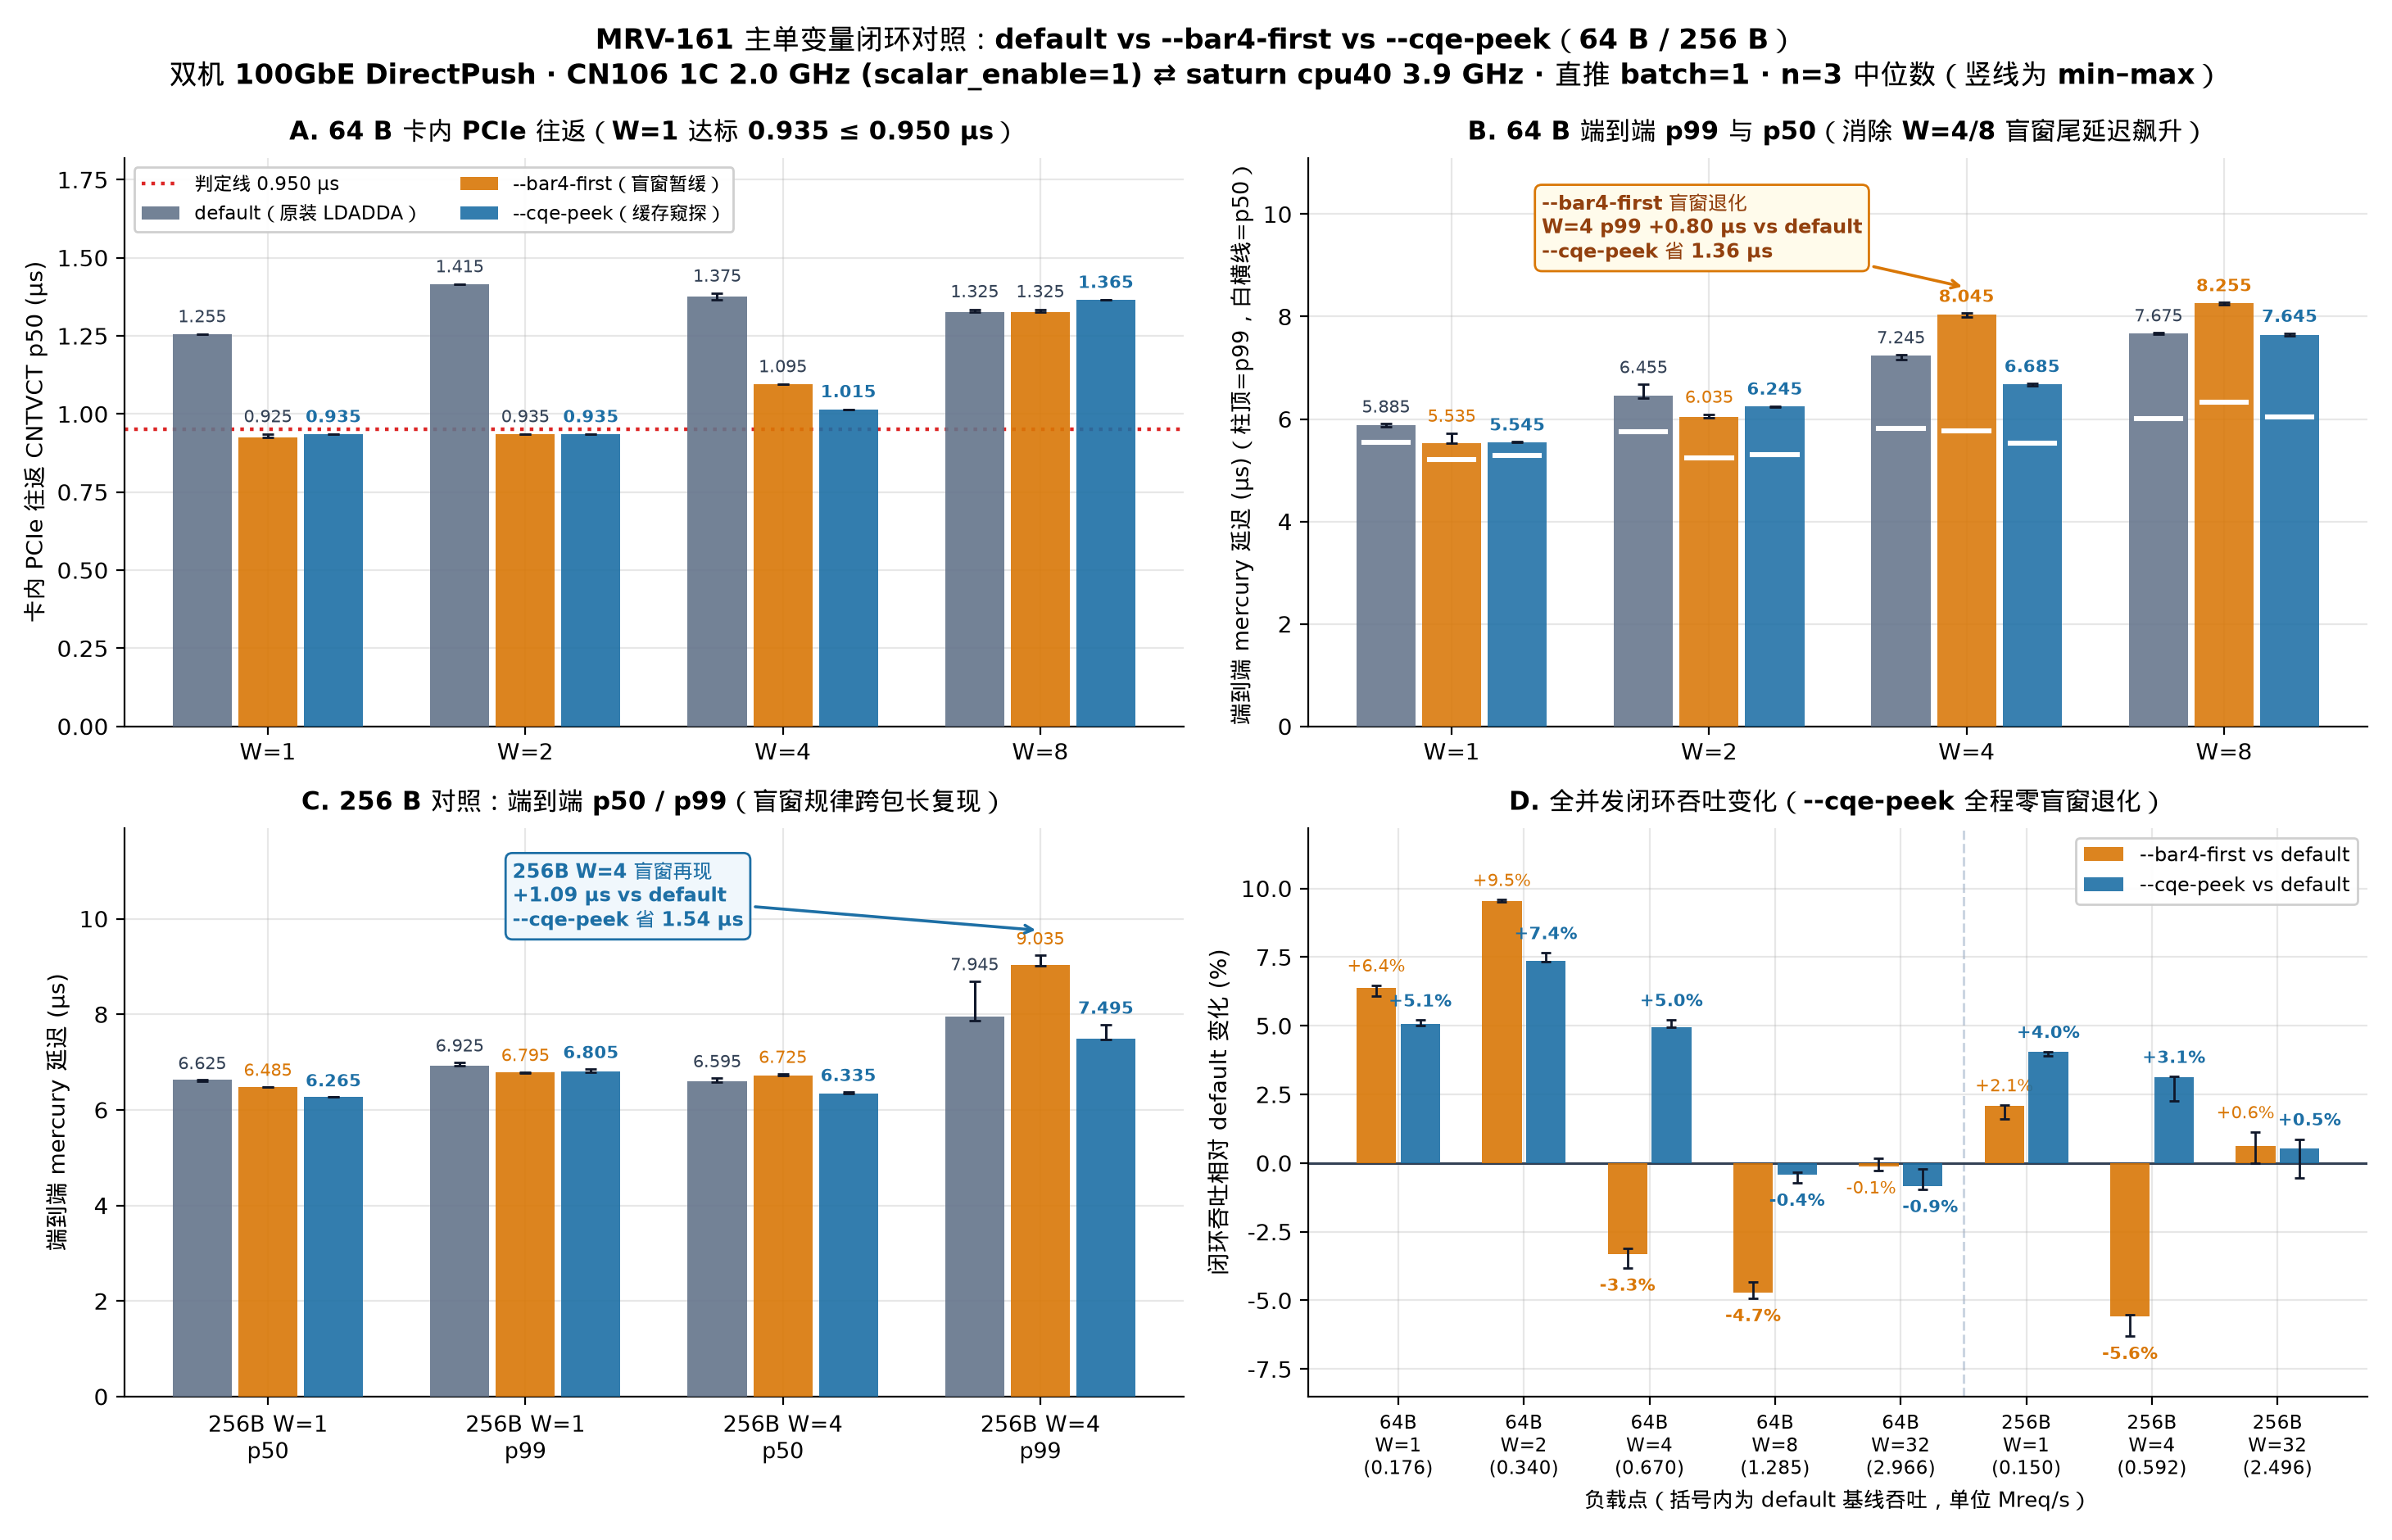 MRV-161 主单变量闭环对照：default vs --bar4-first vs --cqe-peek（64 B / 256 B）
双机 100GbE DirectPush · CN106 1C 2.0 GHz (scalar_enable=1) ⇄ saturn cpu40 3.9 GHz · 直推 batch=1 · n=3 中位数（竖线为 min–max）
A. 64 B 卡内 PCIe 往返（W=1 达标 0.935 ≤ 0.950 µs）
卡内 PCIe 往返 CNTVCT p50 (µs)
1.75
1.50
1.25
1.00
0.75
0.50
0.25
0.00
判定线 0.950 µs
default（原装 LDADDA）
--bar4-first（盲窗暂缓）
--cqe-peek（缓存窥探）
1.255
0.925
0.935
1.415
0.935
0.935
1.375
1.095
1.015
1.325
1.325
1.365
W=1
W=2
W=4
W=8
B. 64 B 端到端 p99 与 p50（消除 W=4/8 盲窗尾延迟飙升）
端到端 mercury 延迟 (µs)（柱顶=p99，白横线=p50）
10
8
6
4
2
0
--bar4-first 盲窗退化
W=4 p99 +0.80 µs vs default
--cqe-peek 省 1.36 µs
5.885
5.535
5.545
6.455
6.035
6.245
7.245
8.045
6.685
7.675
8.255
7.645
W=1
W=2
W=4
W=8
C. 256 B 对照：端到端 p50 / p99（盲窗规律跨包长复现）
端到端 mercury 延迟 (µs)
10
8
6
4
2
0
256B W=4 盲窗再现
+1.09 µs vs default
--cqe-peek 省 1.54 µs
6.625
6.485
6.265
6.925
6.795
6.805
6.595
6.725
6.335
7.945
9.035
7.495
256B W=1
p50
256B W=1
p99
256B W=4
p50
256B W=4
p99
D. 全并发闭环吞吐变化（--cqe-peek 全程零盲窗退化）
闭环吞吐相对 default 变化 (%)
10.0
7.5
5.0
2.5
0.0
-2.5
-5.0
-7.5
--bar4-first vs default
--cqe-peek vs default
+6.4%
+5.1%
+9.5%
+7.4%
-3.3%
+5.0%
-4.7%
-0.4%
-0.1%
-0.9%
+2.1%
+4.0%
-5.6%
+3.1%
+0.6%
+0.5%
64B
W=1
(0.176)
64B
W=2
(0.340)
64B
W=4
(0.670)
64B
W=8
(1.285)
64B
W=32
(2.966)
256B
W=1
(0.150)
256B
W=4
(0.592)
256B
W=32
(2.496)
负载点（括号内为 default 基线吞吐，单位 Mreq/s）